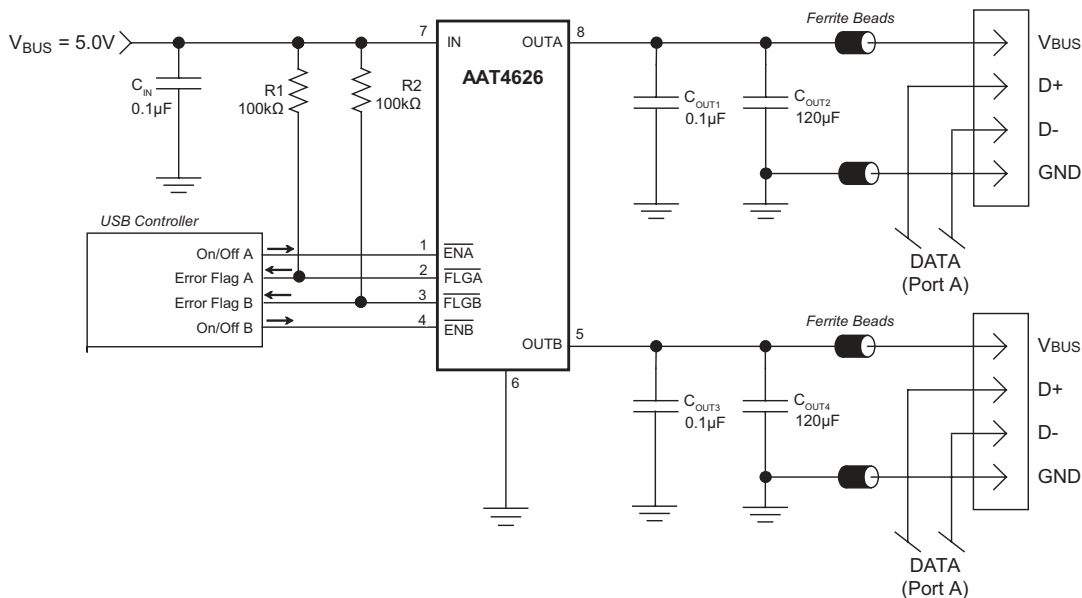 Ferrite Beads
V_BUS = 5.0V
7
IN
OUTA
8
VBUS
AAT4626
C_IN
0.1µF
R1
100kΩ
R2
100kΩ
C_OUT1
0.1µF
C_OUT2
120µF
D+
D-
GND
USB Controller
On/Off A
1
ENA
Error Flag A
2
FLGA
DATA
(Port A)
Error Flag B
3
FLGB
On/Off B
4
ENB
OUTB
5
Ferrite Beads
VBUS
6
C_OUT3
0.1µF
C_OUT4
120µF
D+
D-
GND
DATA
(Port A)